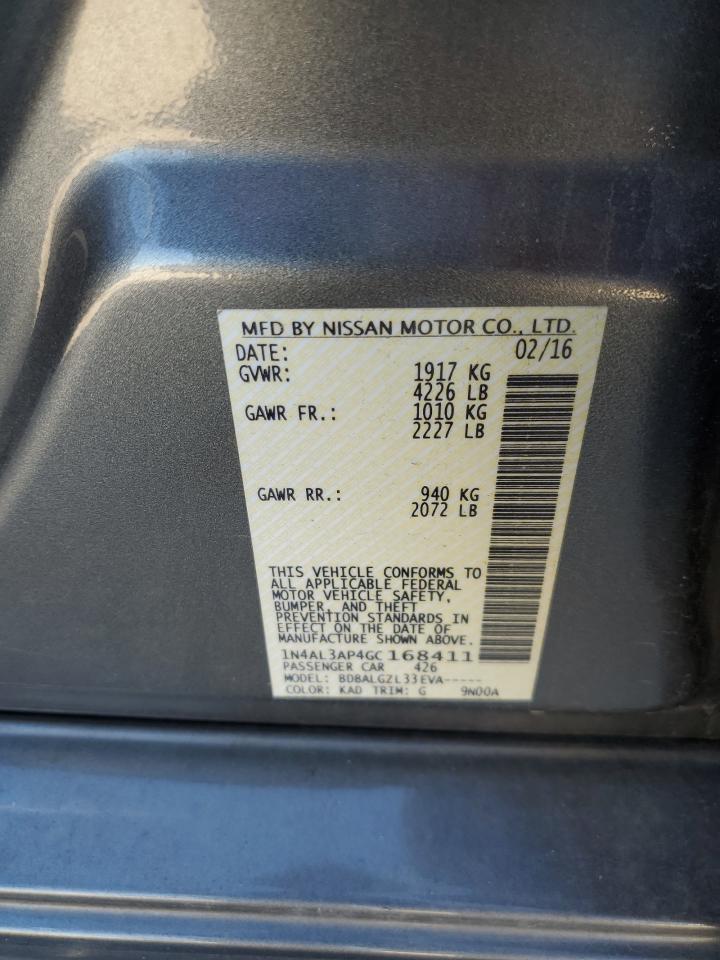 MFD BY NISSAN MOTOR CO., LTD.
DATE: 02/16
GVWR: 1917 KG
4226 LB
GAWR FR.: 1010 KG
2227 LB
GAWR RR.: 940 KG
2072 LB
THIS VEHICLE CONFORMS TO
ALL APPLICABLE FEDERAL
MOTOR VEHICLE SAFETY,
BUMPER, AND THEFT
PREVENTION STANDARDS IN
EFFECT ON THE DATE OF
MANUFACTURE SHOWN ABOVE.
1N4AL3AP4GC168411
PASSENGER CAR 426
MODEL: BDBALGZL33EVA-----
COLOR: KAD TRIM: G 9N00A